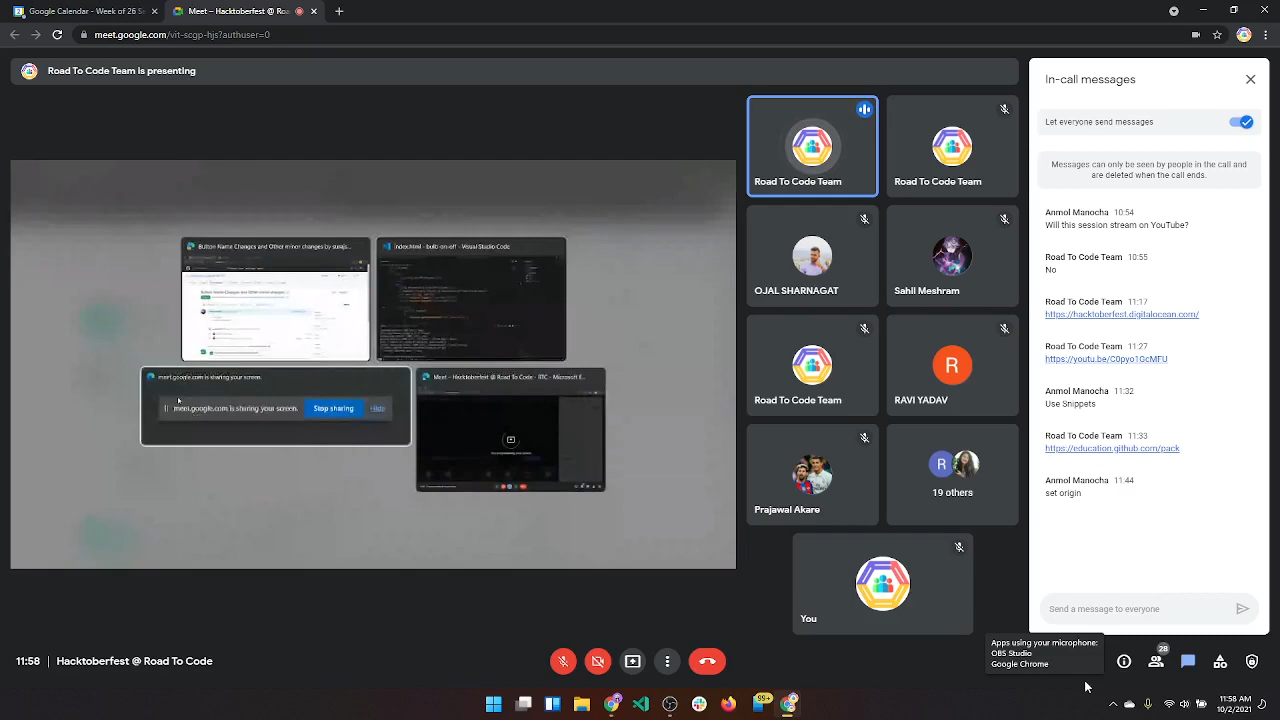 Google Calendar - Week of 26 Se
Meet – Hacktoberfest @ Roa
meet.google.com/vit-scgp-hjs?authuser=0
Road To Code Team is presenting
Button Name Changes and Other minor changes by suraj...
index.html - built-on-off - Visual Studio Code
meet.google.com is sharing your screen.
meet.google.com is sharing your screen.
Stop sharing
Hide
Meet – Hacktoberfest @ Road To Code - RTC - Microsoft E...
Road To Code Team
Road To Code Team
OJAL SHARNAGAT
Snehil Meshram
Road To Code Team
R
RAVI YADAV
Prajawal Akare
R
19 others
You
In-call messages
Let everyone send messages
Messages can only be seen by people in the call and
are deleted when the call ends.
Anmol Manocha 10:54
Will this session stream on YouTube?
Road To Code Team 10:55
No
Road To Code Team 11:17
https://hacktoberfest.digitalocean.com/
Road To Code Team 11:27
https://youtu.be/C0pyo1GcMFU
Anmol Manocha 11:32
Use Snippets
Road To Code Team 11:33
https://education.github.com/pack
Anmol Manocha 11:44
set origin
Send a message to everyone
11:58 | Hacktoberfest @ Road To Code
Apps using your microphone:
OBS Studio
Google Chrome
28
99+
11:58 AM
10/2/2021